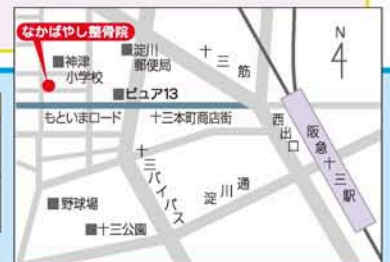 なかばやし整骨院
■神津
小学校
■淀川
郵便局
十三筋
N
■ピュア13
もといまロード
十三本町商店街
西出口
阪急十三駅
十三バイパス
淀川通
■野球場
■十三公園